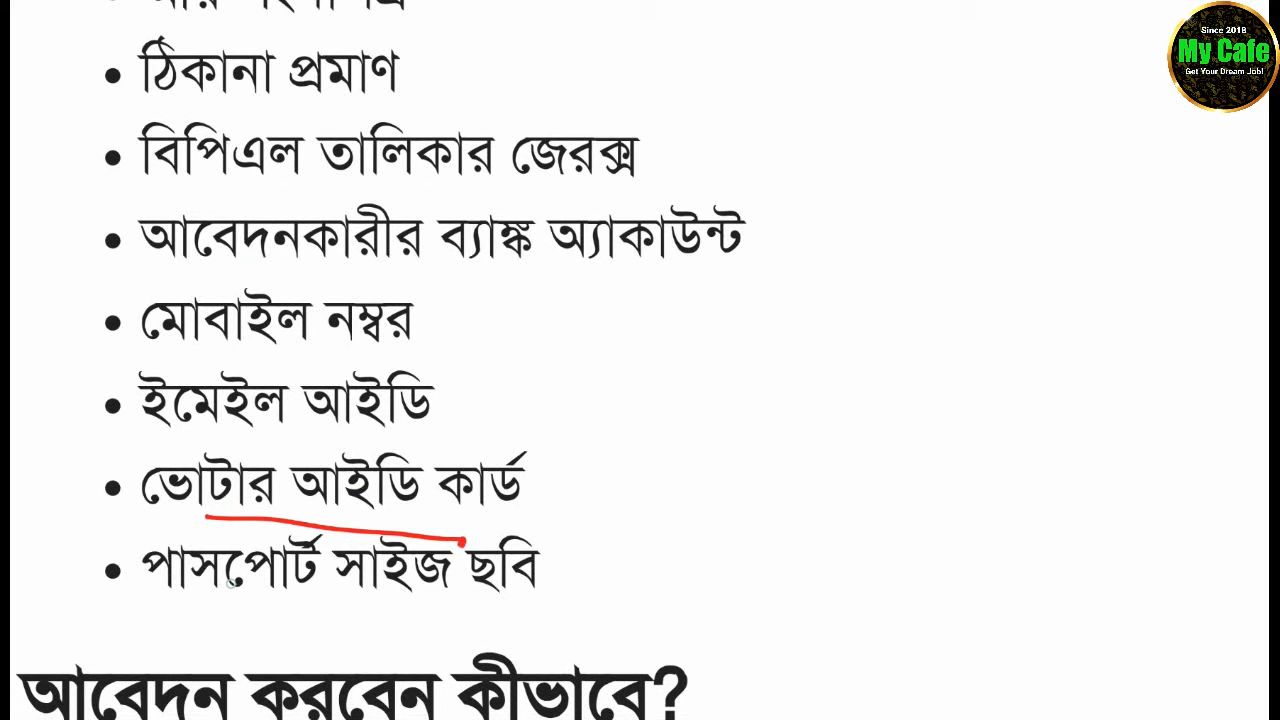 Since 2018
My Cafe
Get Your Dream Job!
• ঠিকানা প্রমাণ
• বিপিএল তালিকার জেরক্স
• আবেদনকারীর ব্যাঙ্ক অ্যাকাউন্ট
• মোবাইল নম্বর
• ইমেইল আইডি
• ভোটার আইডি কার্ড
• পাসপোর্ট সাইজ ছবি
আবেদন করবেন কীভাবে?